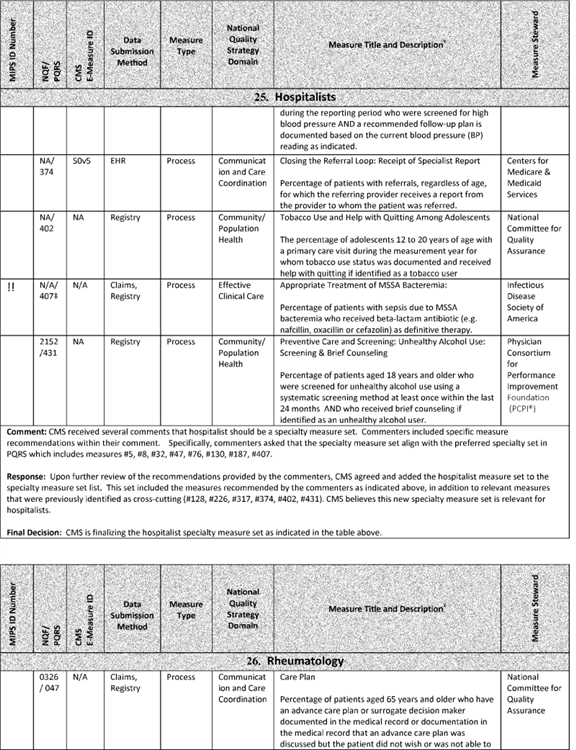 MIPS ID Number
NQF/
PQRS
CMS
E-Measure ID
Data
Submission
Method
Measure
Type
National
Quality
Strategy
Domain
Measure Title and Description¥
Measure Steward
25. Hospitalists
during the reporting period who were screened for high
blood pressure AND a recommended follow-up plan is
documented based on the current blood pressure (BP)
reading as indicated.
NA/
374
50v5
EHR
Process
Communicat
ion and Care
Coordination
Closing the Referral Loop: Receipt of Specialist Report
Percentage of patients with referrals, regardless of age,
for which the referring provider receives a report from
the provider to whom the patient was referred.
Centers for
Medicare &
Medicaid
Services
NA/
402
NA
Registry
Process
Community/
Population
Health
Tobacco Use and Help with Quitting Among Adolescents
The percentage of adolescents 12 to 20 years of age with
a primary care visit during the measurement year for
whom tobacco use status was documented and received
help with quitting if identified as a tobacco user
National
Committee for
Quality
Assurance
!!
N/A/
407‡
N/A
Claims,
Registry
Process
Effective
Clinical Care
Appropriate Treatment of MSSA Bacteremia:
Percentage of patients with sepsis due to MSSA
bacteremia who received beta-lactam antibiotic (e.g.
nafcillin, oxacillin or cefazolin) as definitive therapy.
Infectious
Disease
Society of
America
2152
/431
NA
Registry
Process
Community/
Population
Health
Preventive Care and Screening: Unhealthy Alcohol Use:
Screening & Brief Counseling
Percentage of patients aged 18 years and older who
were screened for unhealthy alcohol use using a
systematic screening method at least once within the last
24 months AND who received brief counseling if
identified as an unhealthy alcohol user.
Physician
Consortium
for
Performance
Improvement
Foundation
(PCPI®)
Comment: CMS received several comments that hospitalist should be a specialty measure set. Commenters included specific measure
recommendations within their comment. Specifically, commenters asked that the specialty measure set align with the preferred specialty set in
PQRS which includes measures #5, #8, #32, #47, #76, #130, #187, #407.
Response: Upon further review of the recommendations provided by the commenters, CMS agreed and added the hospitalist measure set to the
specialty measure set list. This set included the measures recommended by the commenters as indicated above, in addition to relevant measures
that were previously identified as cross-cutting (#128, #226, #317, #374, #402, #431). CMS believes this new specialty measure set is relevant for
hospitalists.
Final Decision: CMS is finalizing the hospitalist specialty measure set as indicated in the table above.
MIPS ID Number
NQF/
PQRS
CMS
E-Measure ID
Data
Submission
Method
Measure
Type
National
Quality
Strategy
Domain
Measure Title and Description¥
Measure Steward
26. Rheumatology
0326
/ 047
N/A
Claims,
Registry
Process
Communicat
ion and Care
Coordination
Care Plan
Percentage of patients aged 65 years and older who have
an advance care plan or surrogate decision maker
documented in the medical record or documentation in
the medical record that an advance care plan was
discussed but the patient did not wish or was not able to
National
Committee for
Quality
Assurance